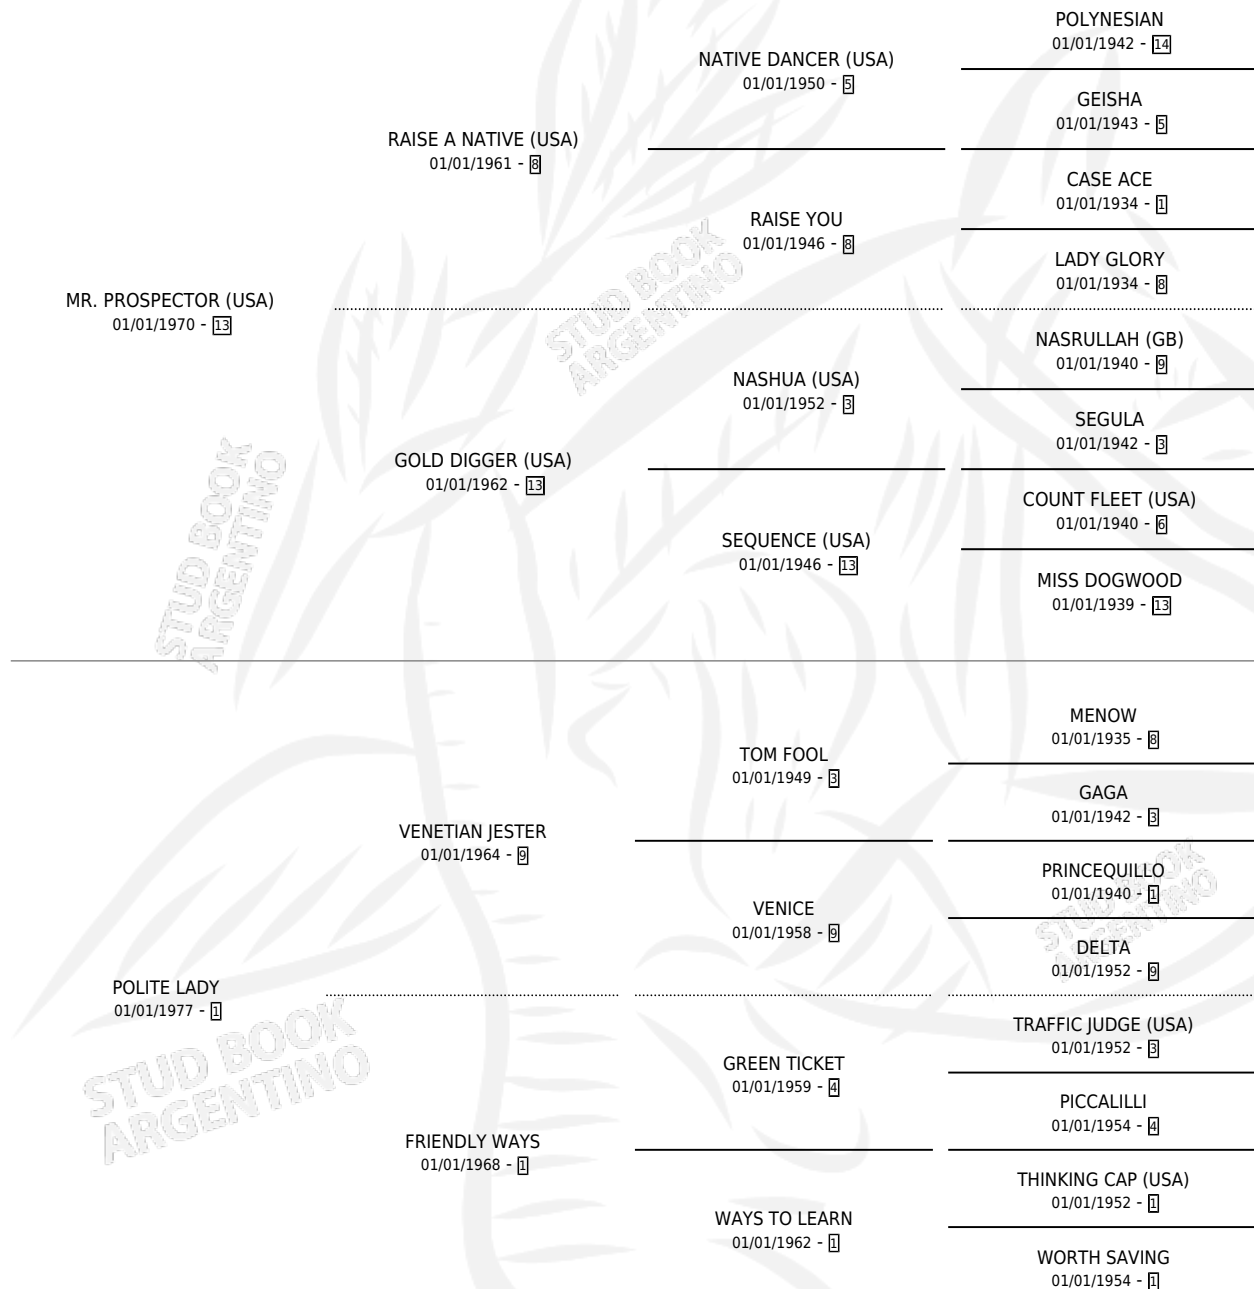 POLYNESIAN
01/01/1942 - 14
NATIVE DANCER (USA)
01/01/1950 - 5
GEISHA
01/01/1943 - 5
RAISE A NATIVE (USA)
01/01/1961 - 8
CASE ACE
01/01/1934 - 1
RAISE YOU
01/01/1946 - 8
LADY GLORY
01/01/1934 - 8
MR. PROSPECTOR (USA)
01/01/1970 - 13
NASRULLAH (GB)
01/01/1940 - 9
NASHUA (USA)
01/01/1952 - 3
SEGULA
01/01/1942 - 3
GOLD DIGGER (USA)
01/01/1962 - 13
COUNT FLEET (USA)
01/01/1940 - 6
SEQUENCE (USA)
01/01/1946 - 13
MISS DOGWOOD
01/01/1939 - 13
MENOW
01/01/1935 - 8
TOM FOOL
01/01/1949 - 3
GAGA
01/01/1942 - 3
VENETIAN JESTER
01/01/1964 - 9
PRINCEQUILLO
01/01/1940 - 1
VENICE
01/01/1958 - 9
DELTA
01/01/1952 - 9
POLITE LADY
01/01/1977 - 1
TRAFFIC JUDGE (USA)
01/01/1952 - 3
GREEN TICKET
01/01/1959 - 4
PICCALILLI
01/01/1954 - 4
FRIENDLY WAYS
01/01/1968 - 1
THINKING CAP (USA)
01/01/1952 - 1
WAYS TO LEARN
01/01/1962 - 1
WORTH SAVING
01/01/1954 - 1
STUD BOOK
ARGENTINO
STUD BOOK
ARGENTINO
STUD BOOK
ARGENTINO
STUD BOOK
ARGENTINO